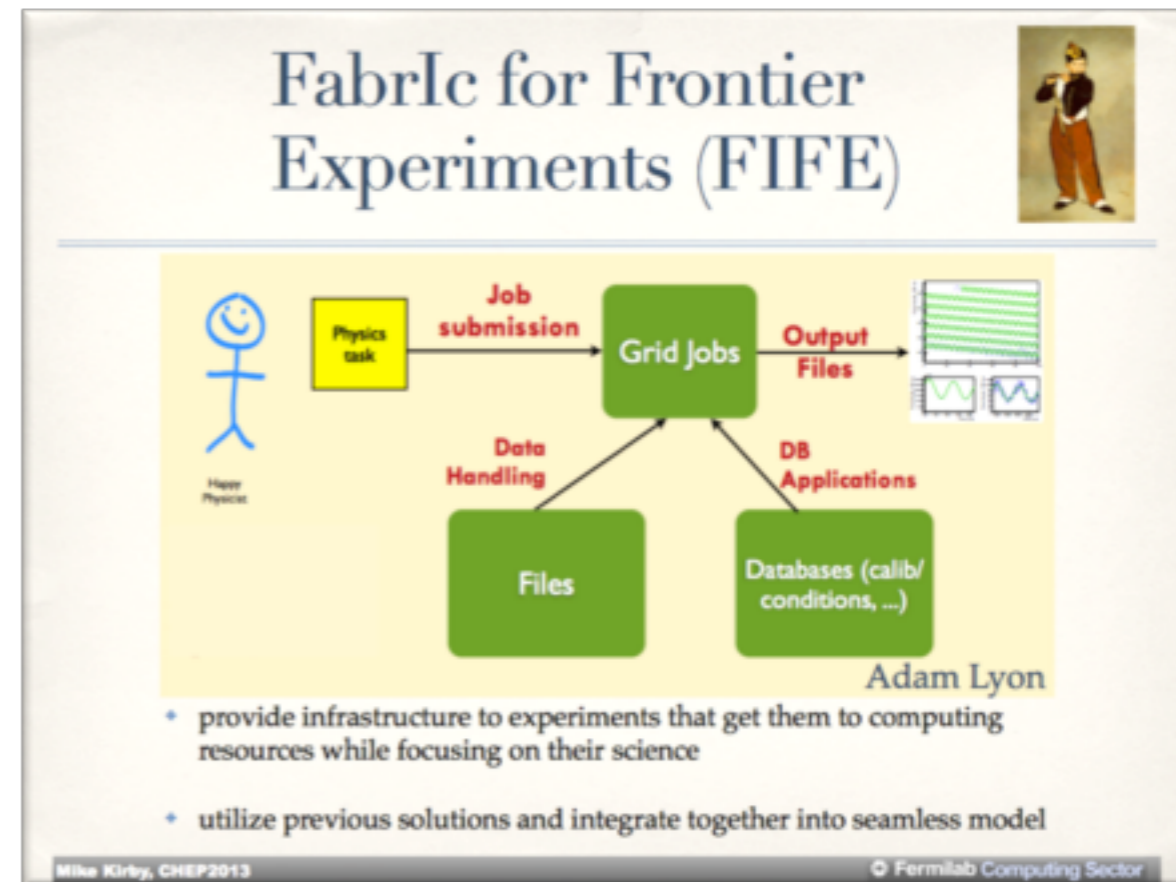 FabrIc for Frontier
Experiments (FIFE)
Job
submission
Physics
task
Grid Jobs
Output
Files
Happy
Physicist
Data
Handling
DB
Applications
Files
Databases (calib/
conditions, ...)
Adam Lyon
provide infrastructure to experiments that get them to computing
resources while focusing on their science
utilize previous solutions and integrate together into seamless model
Mike Kirby, CHEP2013
Fermilab Computing Sector